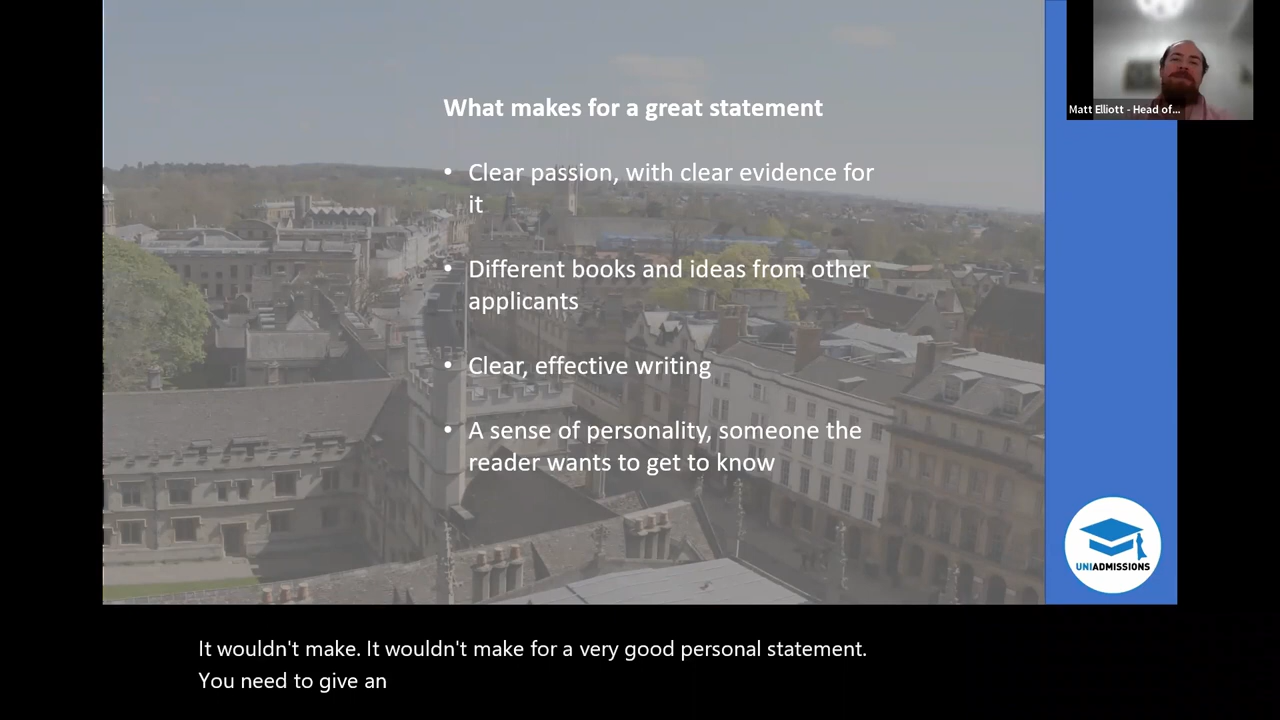 What makes for a great statement
• Clear passion, with clear evidence for
it
• Different books and ideas from other
applicants
• Clear, effective writing
• A sense of personality, someone the
reader wants to get to know
Matt Elliott - Head of...
UNIADMISSIONS
It wouldn't make. It wouldn't make for a very good personal statement.
You need to give an